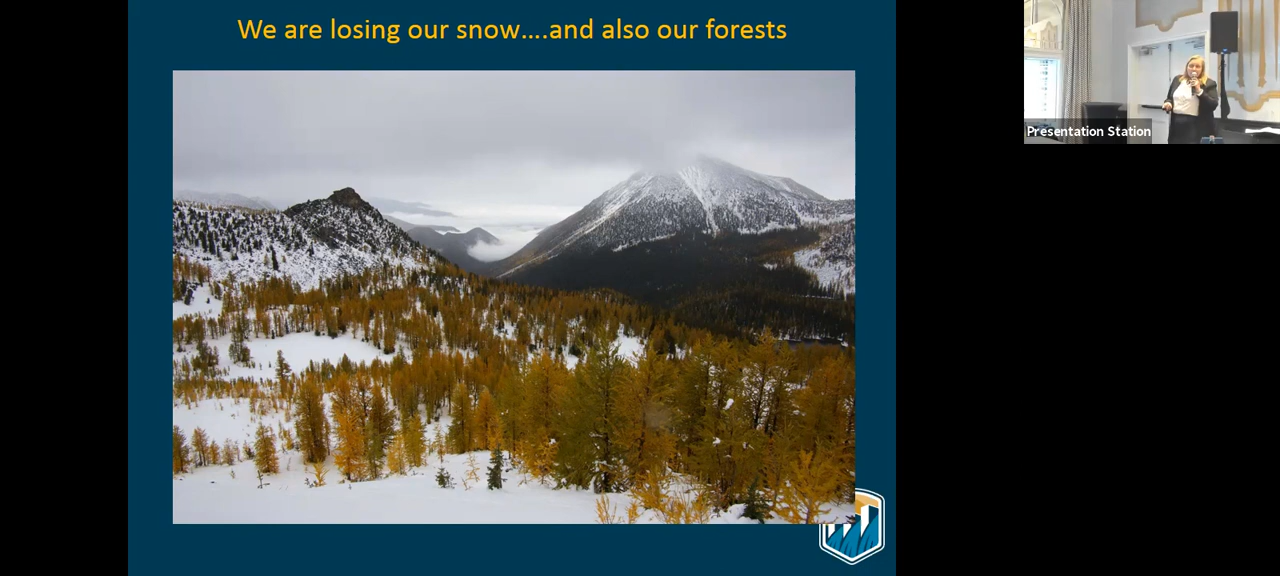 We are losing our snow....and also our forests
Presentation Station